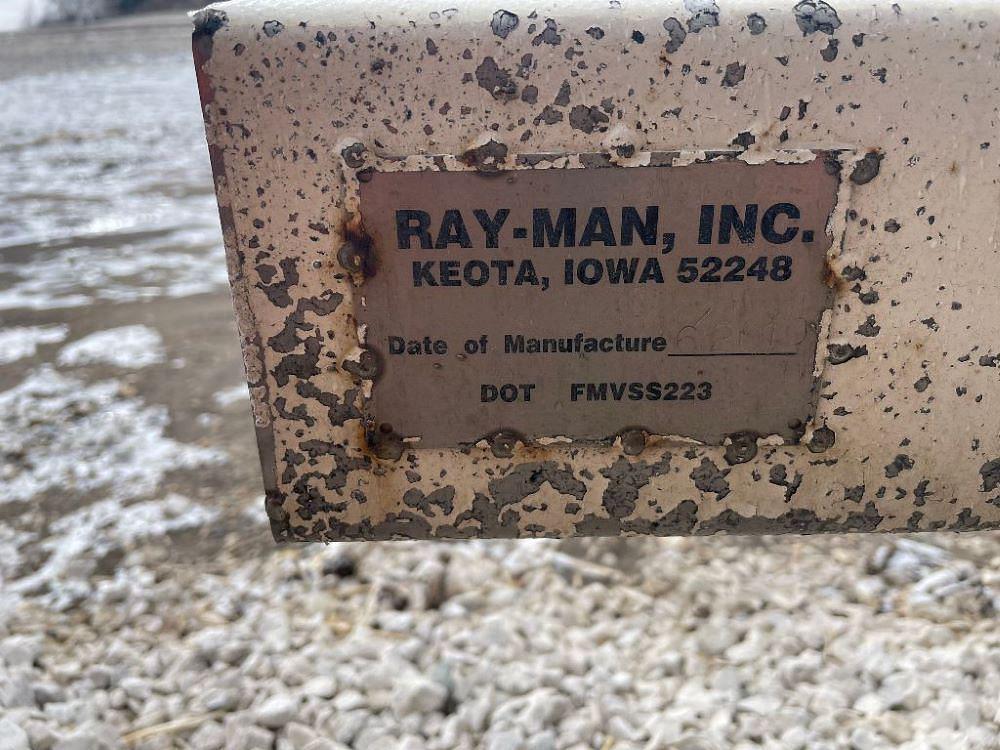 RAY-MAN, INC.
KEOTA, IOWA 52248
Date of Manufacture
DOT FMVSS223